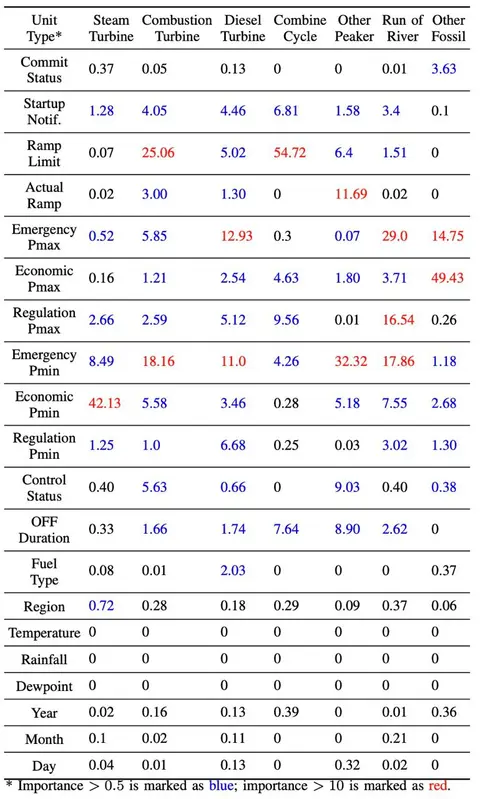 Unit Steam Combustion Diesel Combine Other Run of Other
Type* Turbine Turbine Turbine Cycle Peaker River Fossil
Commit
Status 0.37 0.05 0.13 0 0 0.01 3.63
Startup
Notif. 1.28 4.05 4.46 6.81 1.58 3.4 0.1
Ramp
Limit 0.07 25.06 5.02 54.72 6.4 1.51 0
Actual
Ramp 0.02 3.00 1.30 0 11.69 0.02 0
Emergency
Pmax 0.52 5.85 12.93 0.3 0.07 29.0 14.75
Economic
Pmax 0.16 1.21 2.54 4.63 1.80 3.71 49.43
Regulation
Pmax 2.66 2.59 5.12 9.56 0.01 16.54 0.26
Emergency
Pmin 8.49 18.16 11.0 4.26 32.32 17.86 1.18
Economic
Pmin 42.13 5.58 3.46 0.28 5.18 7.55 2.68
Regulation
Pmin 1.25 1.0 6.68 0.25 0.03 3.02 1.30
Control
Status 0.40 5.63 0.66 0 9.03 0.40 0.38
OFF
Duration 0.33 1.66 1.74 7.64 8.90 2.62 0
Fuel
Type 0.08 0.01 2.03 0 0 0 0.37
Region 0.72 0.28 0.18 0.29 0.09 0.37 0.06
Temperature 0 0 0 0 0 0 0
Rainfall 0 0 0 0 0 0 0
Dewpoint 0 0 0 0 0 0 0
Year 0.02 0.16 0.13 0.39 0 0.01 0.36
Month 0.1 0.02 0.11 0 0 0.21 0
Day 0.04 0.01 0.13 0 0.32 0.02 0
* Importance > 0.5 is marked as blue; importance > 10 is marked as red.